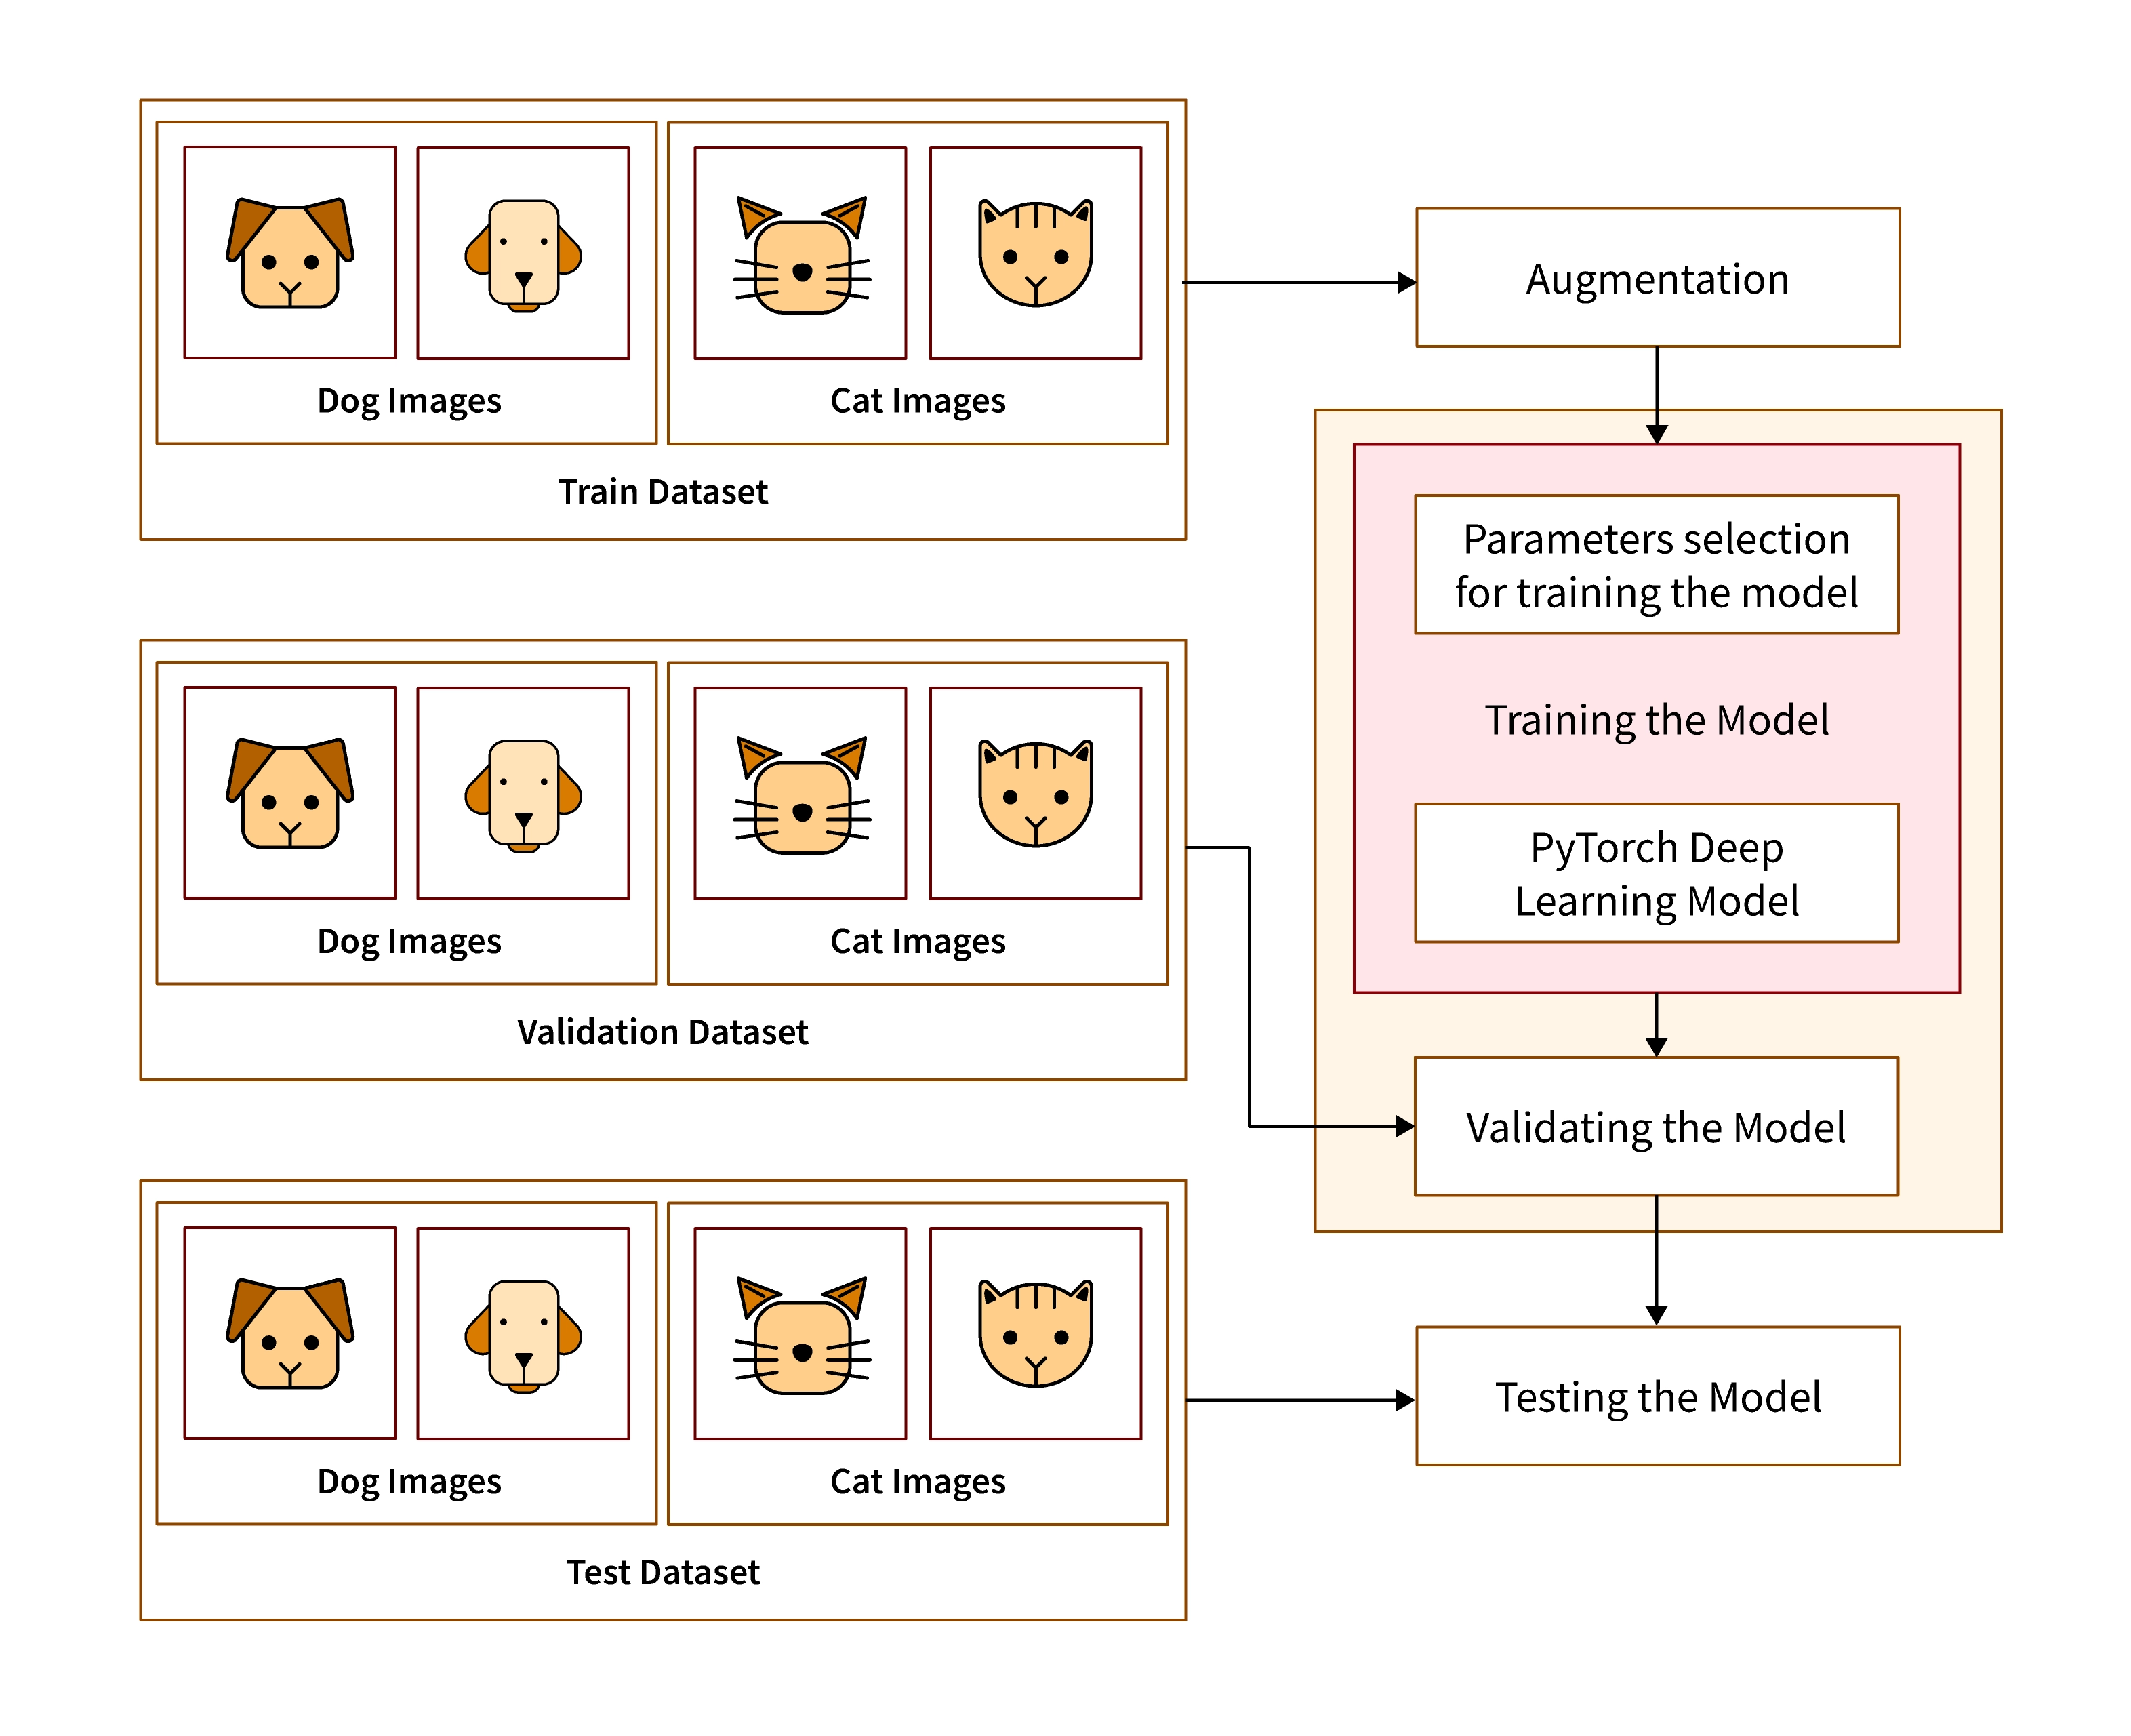 Dog Images
Cat Images
Train Dataset
Augmentation
Parameters selection
for training the model
Training the Model
PyTorch Deep
Learning Model
Dog Images
Cat Images
Validation Dataset
Validating the Model
Dog Images
Cat Images
Test Dataset
Testing the Model